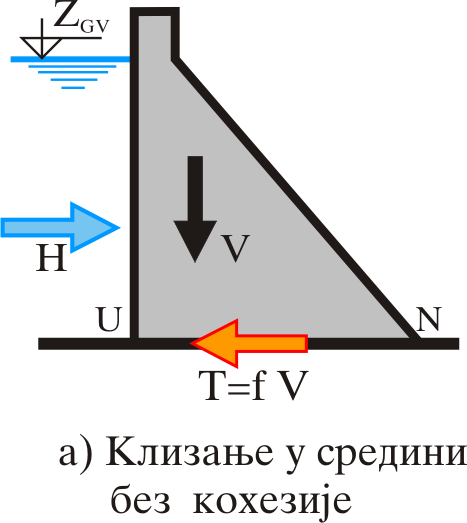 Z_GV
H
V
U
N
T=f V
а) Клизање у средини
без кохезије